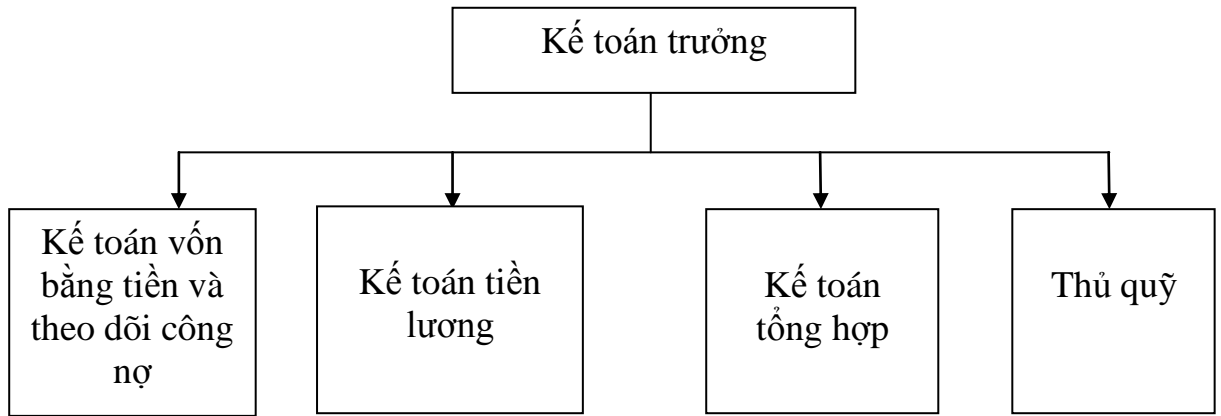 Kế toán trưởng
Kế toán vốn
bằng tiền và
theo dõi công
nợ
Kế toán tiền
lương
Kế toán
tổng hợp
Thủ quỹ